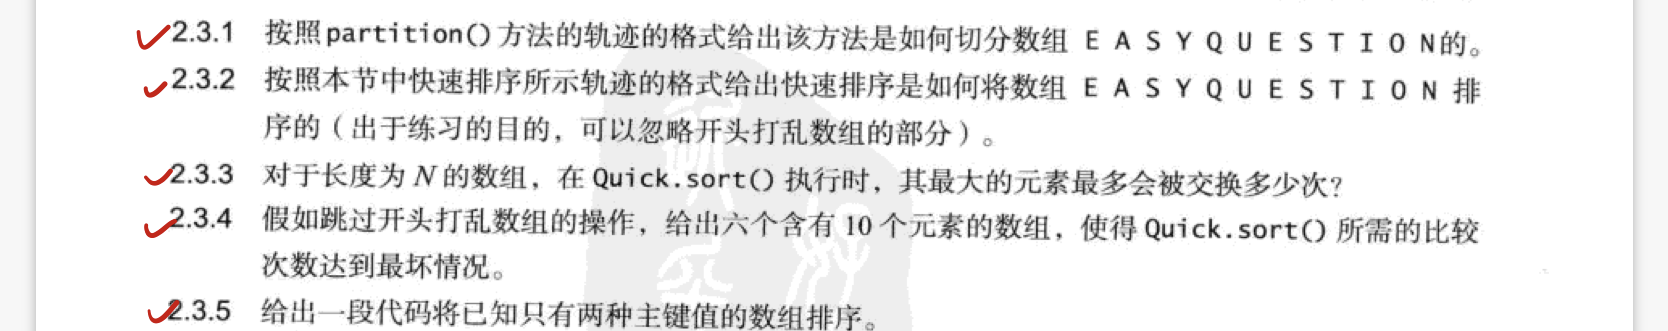 2.3.1 按照partition()方法的轨迹的格式给出该方法是如何切分数组 E A S Y Q U E S T I O N的。
2.3.2 按照本节中快速排序所示轨迹的格式给出快速排序是如何将数组 E A S Y Q U E S T I O N 排
序的（出于练习的目的，可以忽略开头打乱数组的部分）。
2.3.3 对于长度为 N 的数组，在 Quick.sort() 执行时，其最大的元素最多会被交换多少次？
2.3.4 假如跳过开头打乱数组的操作，给出六个含有 10 个元素的数组，使得 Quick.sort() 所需的比较
次数达到最坏情况。
2.3.5 给出一段代码将已知只有两种主键值的数组排序。